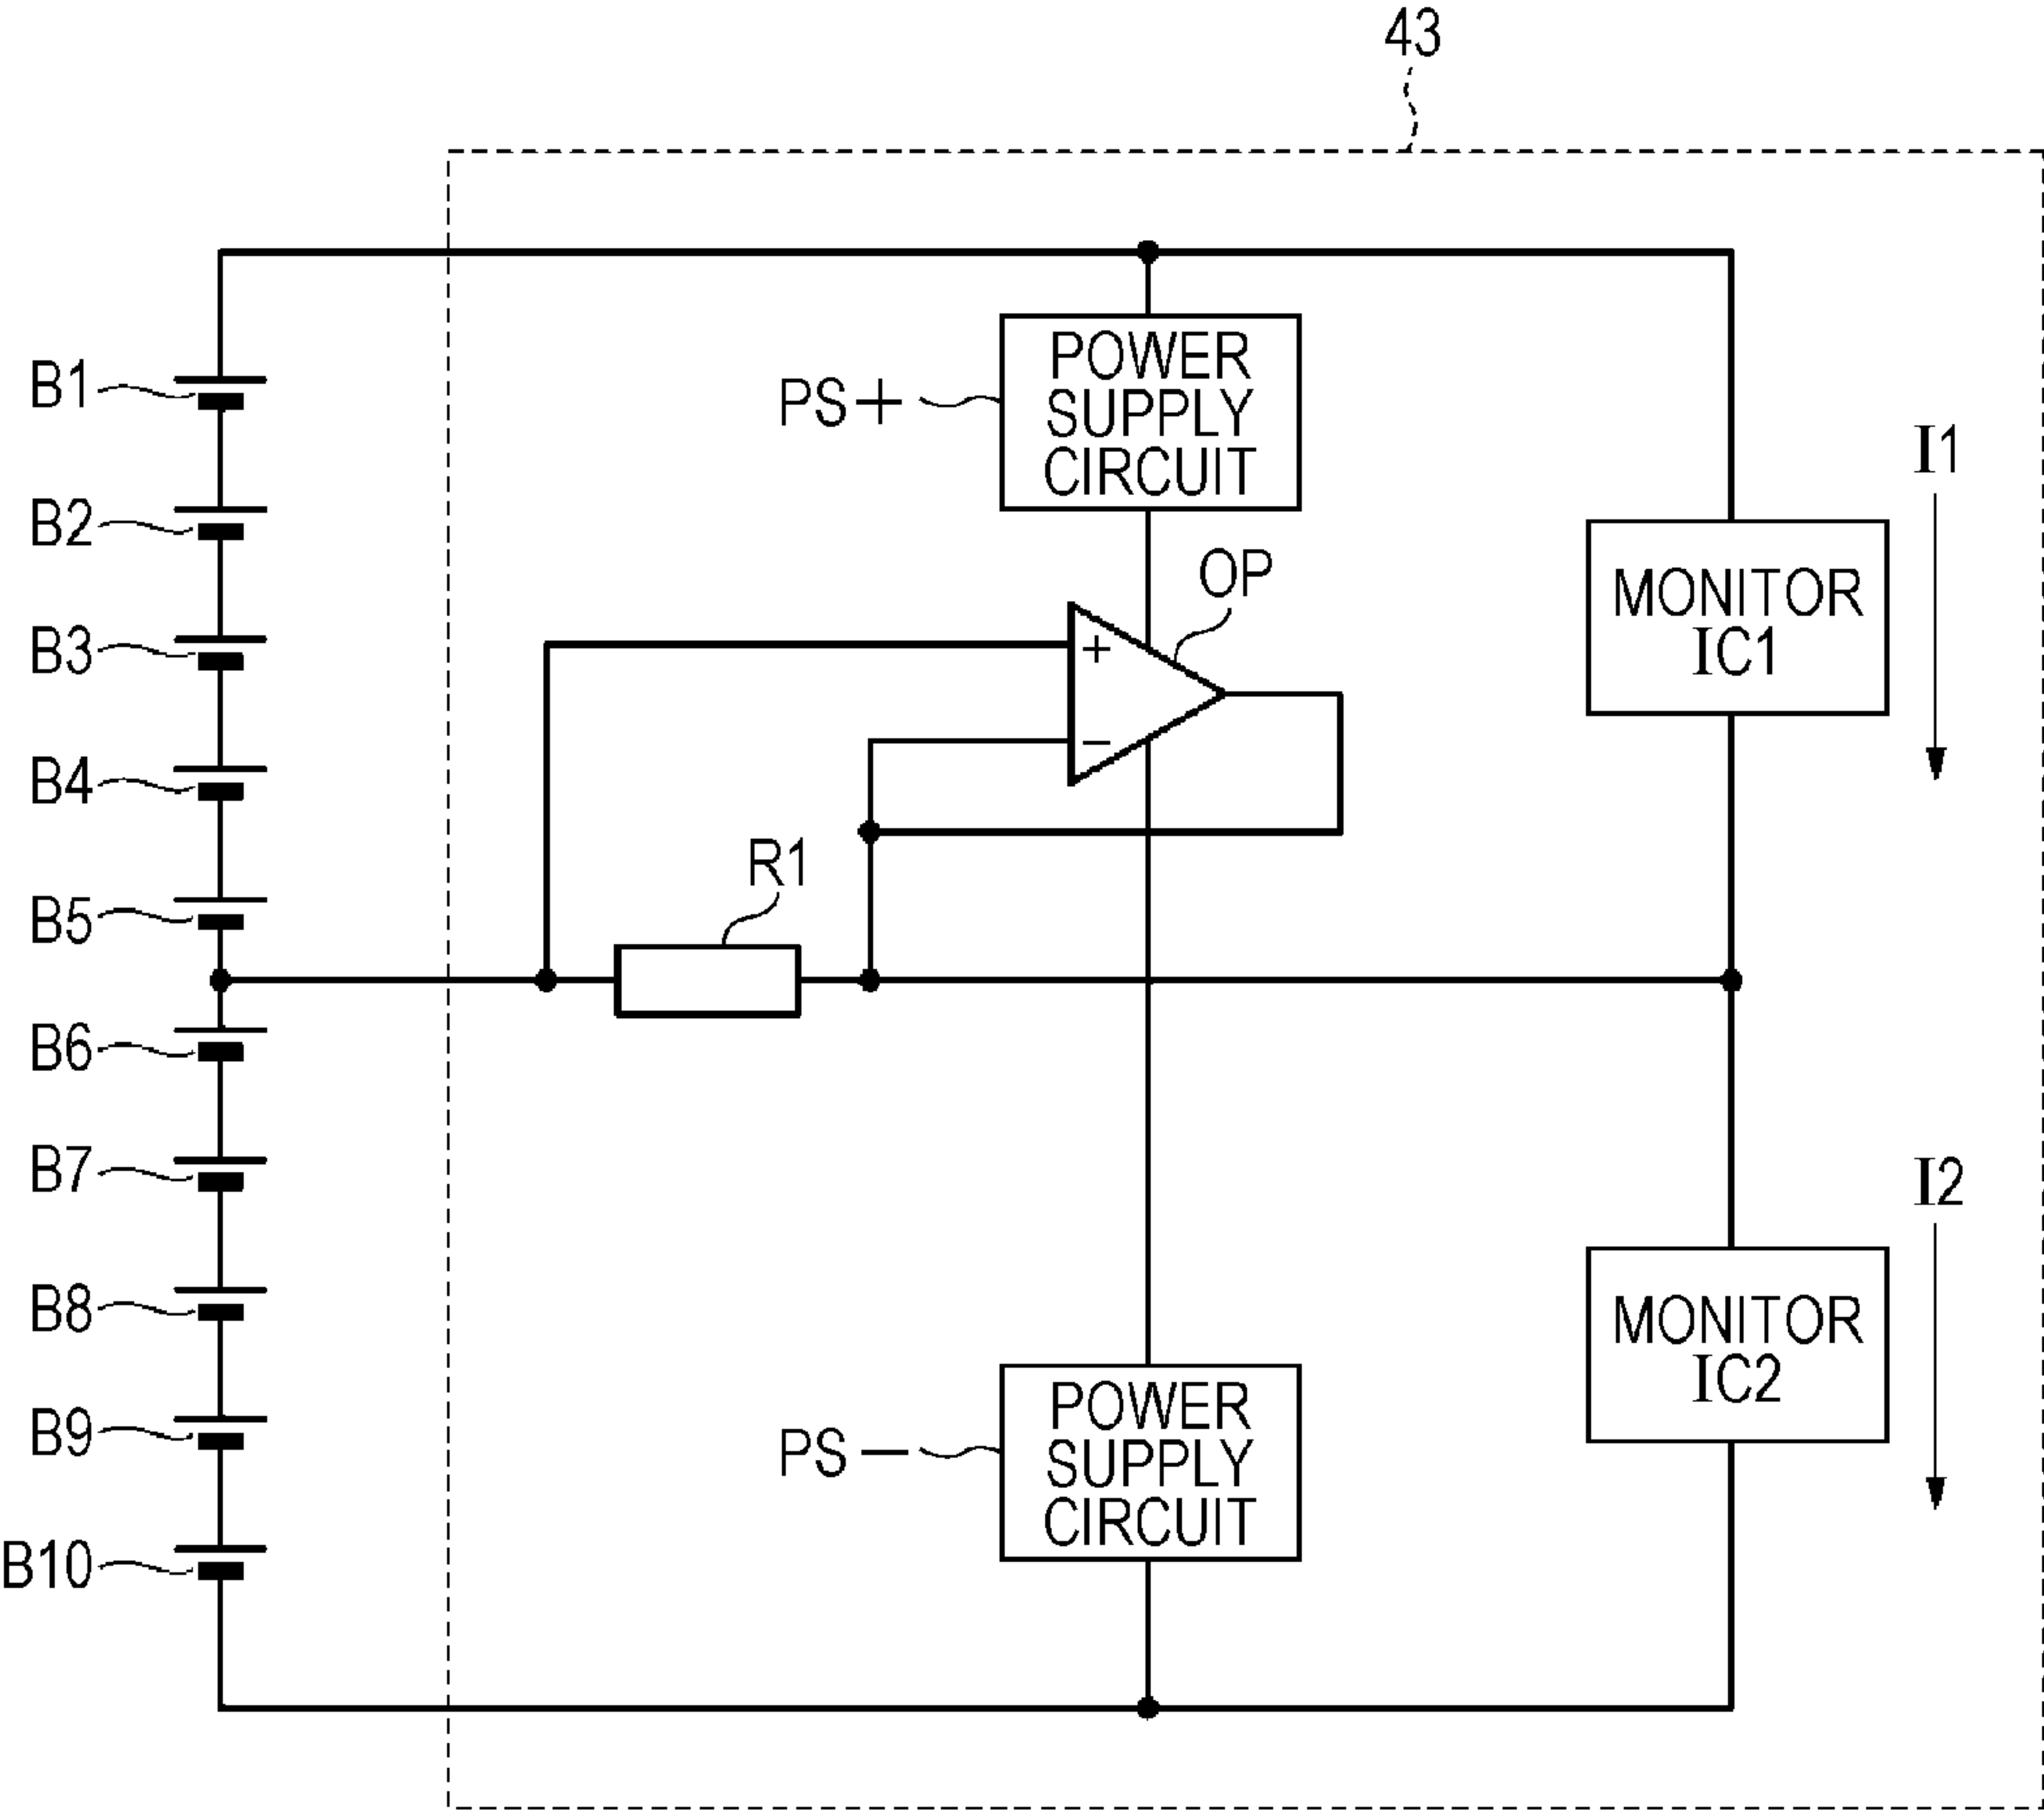 43
B1
B2
B3
B4
B5
B6
B7
B8
B9
B10
PS+
POWER
SUPPLY
CIRCUIT
OP
+
−
R1
MONITOR
IC1
I1
I2
MONITOR
IC2
PS−
POWER
SUPPLY
CIRCUIT